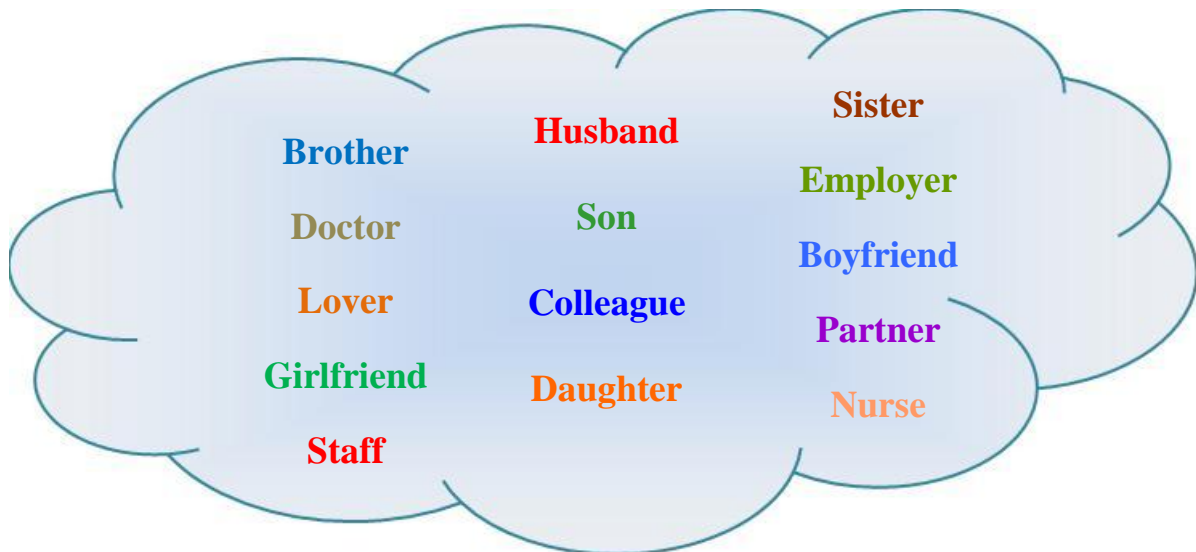 Brother
Doctor
Lover
Girlfriend
Staff
Husband
Son
Colleague
Daughter
Sister
Employer
Boyfriend
Partner
Nurse